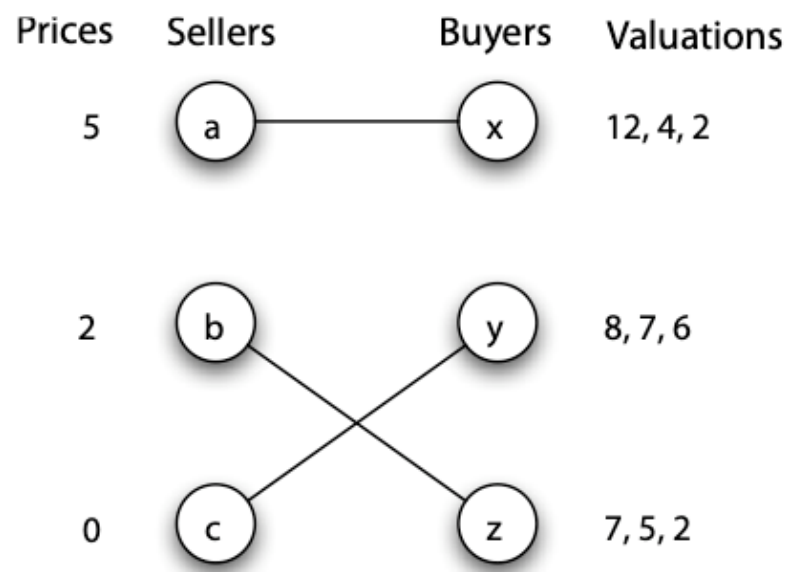 Prices Sellers Buyers Valuations
5 a x 12, 4, 2
2 b y 8, 7, 6
0 c z 7, 5, 2